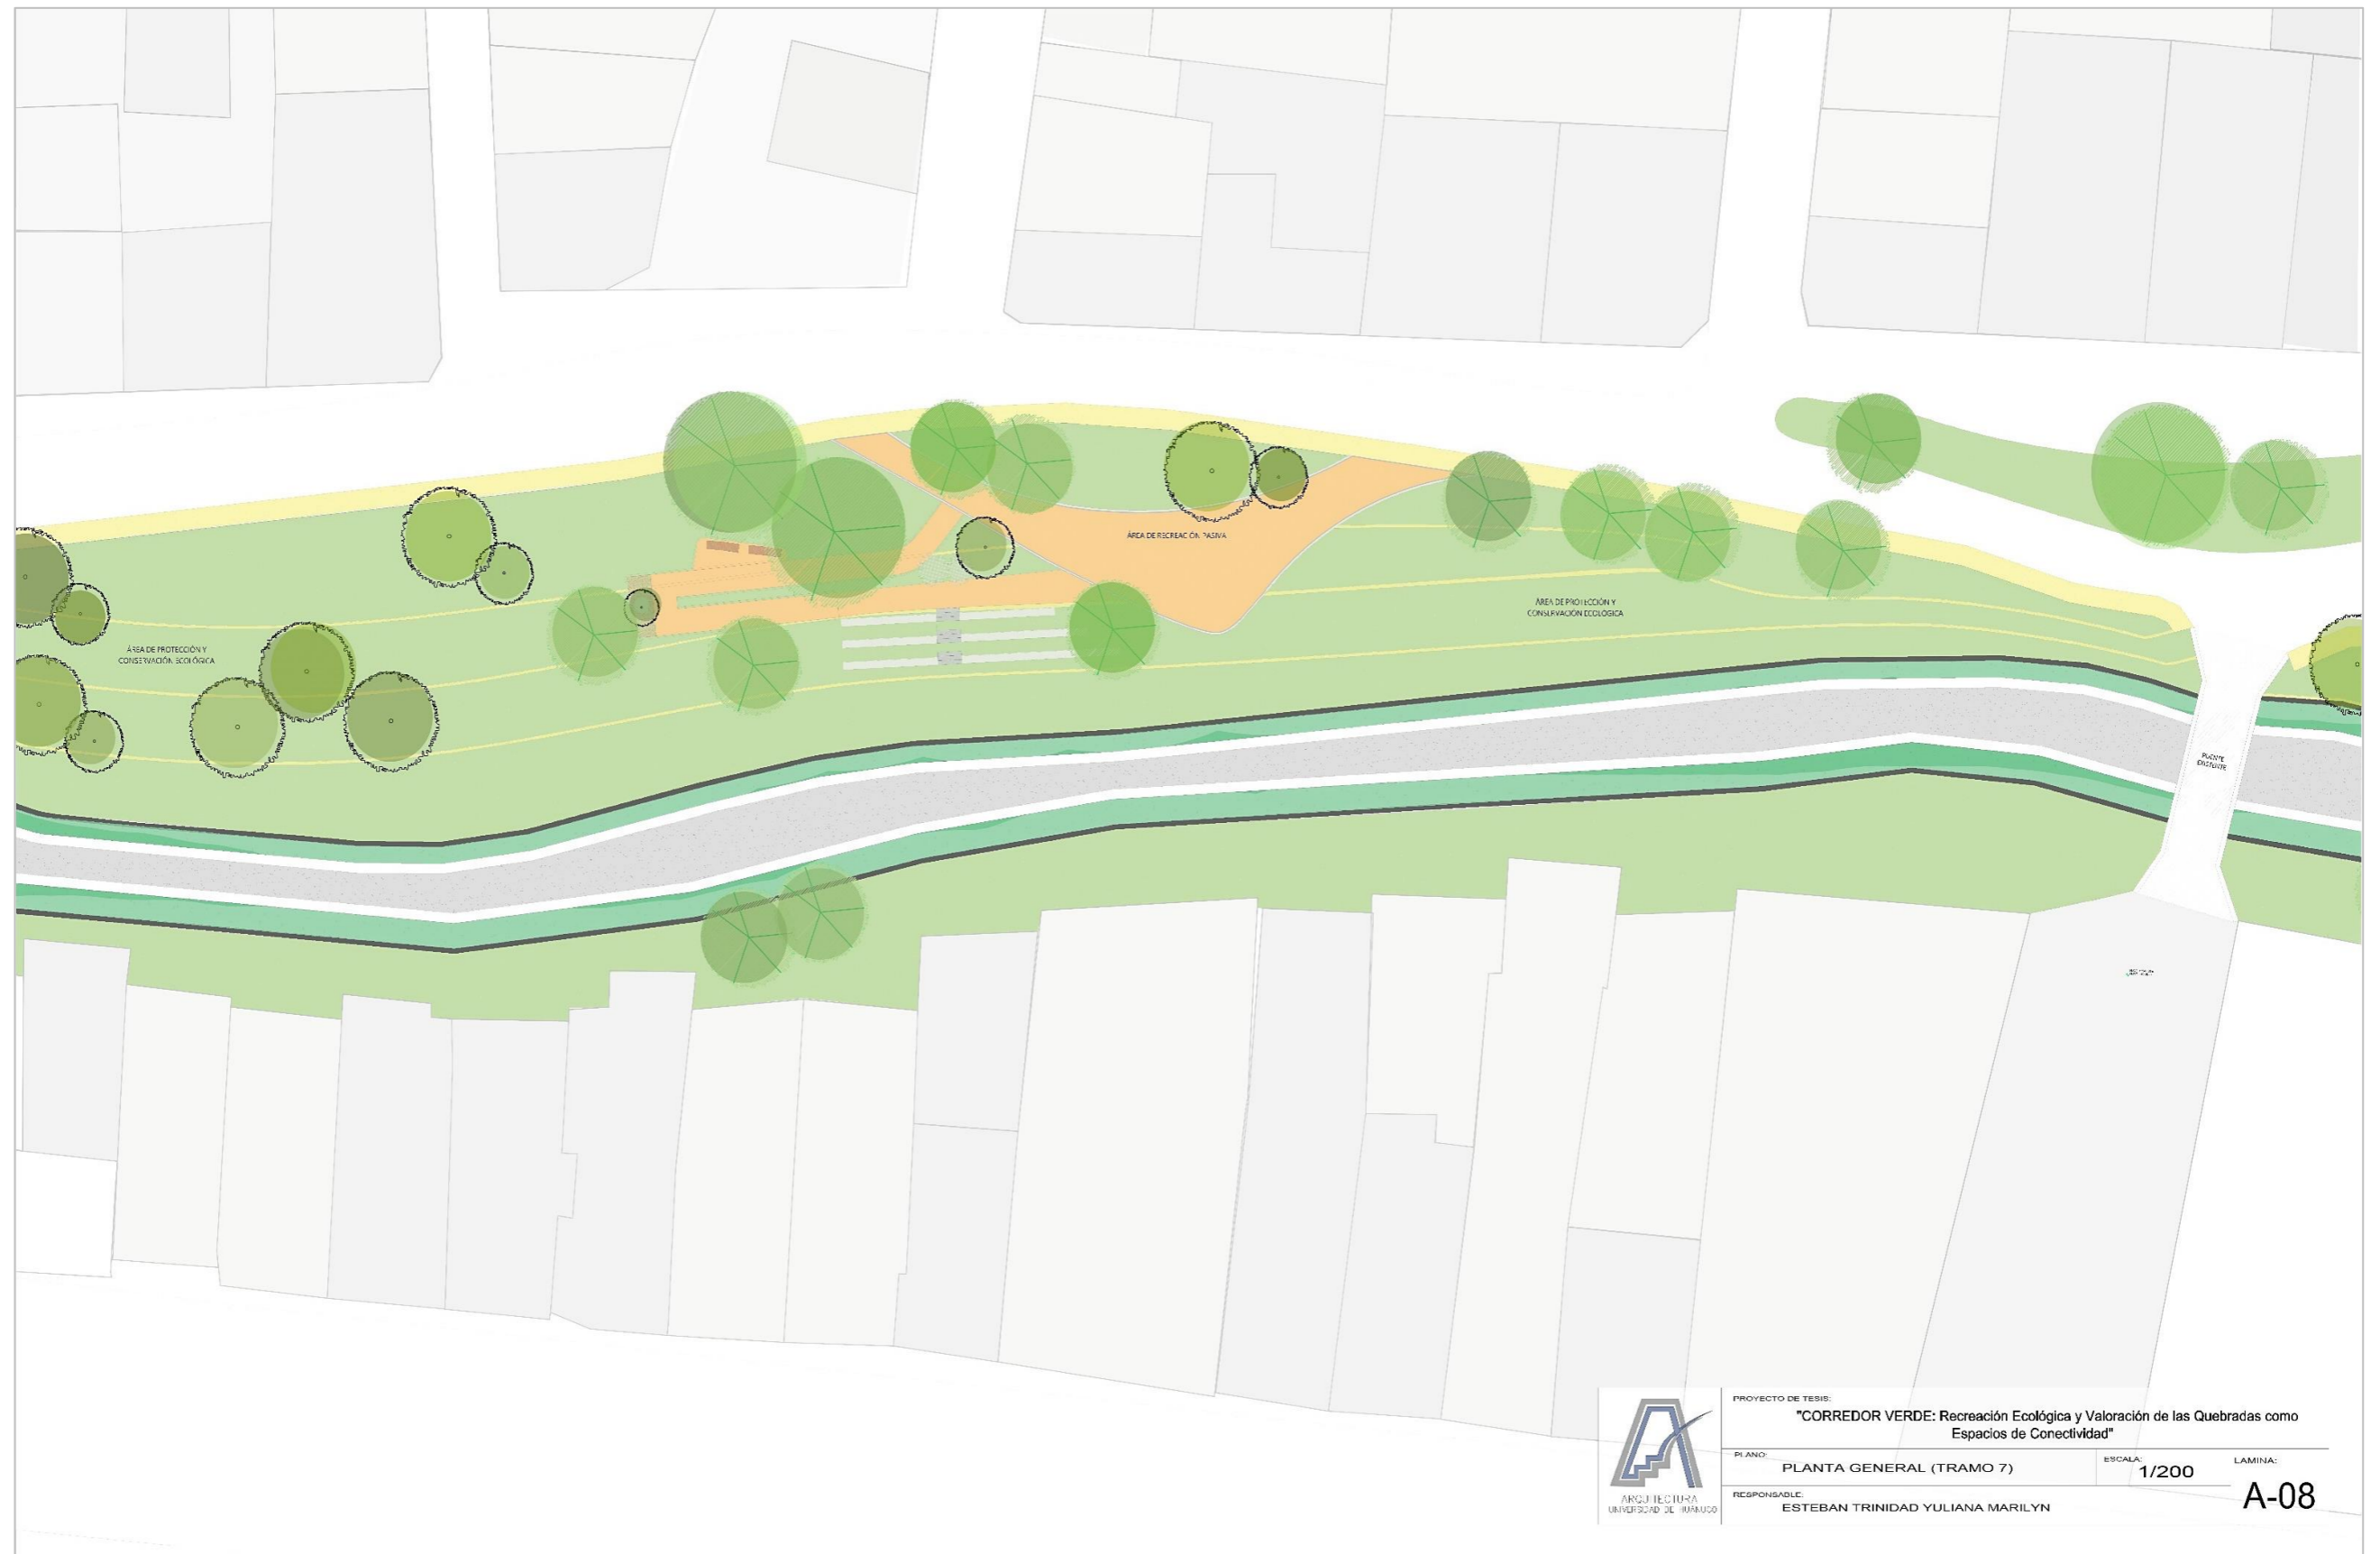 ÁREA DE RECREACIÓN PASIVA
ÁREA DE PROTECCIÓN Y
CONSERVACIÓN ECOLÓGICA
ÁREA DE PROTECCIÓN Y
CONSERVACIÓN ECOLÓGICA
PUENTE
EXISTENTE
PROYECTO DE TESIS:
"CORREDOR VERDE: Recreación Ecológica y Valoración de las Quebradas como
Espacios de Conectividad"
PLANO:
PLANTA GENERAL (TRAMO 7)
ESCALA:
1/200
LAMINA:
A-08
RESPONSABLE:
ESTEBAN TRINIDAD YULIANA MARILYN
ARQUITECTURA
UNIVERSIDAD DE HUÁNUCO